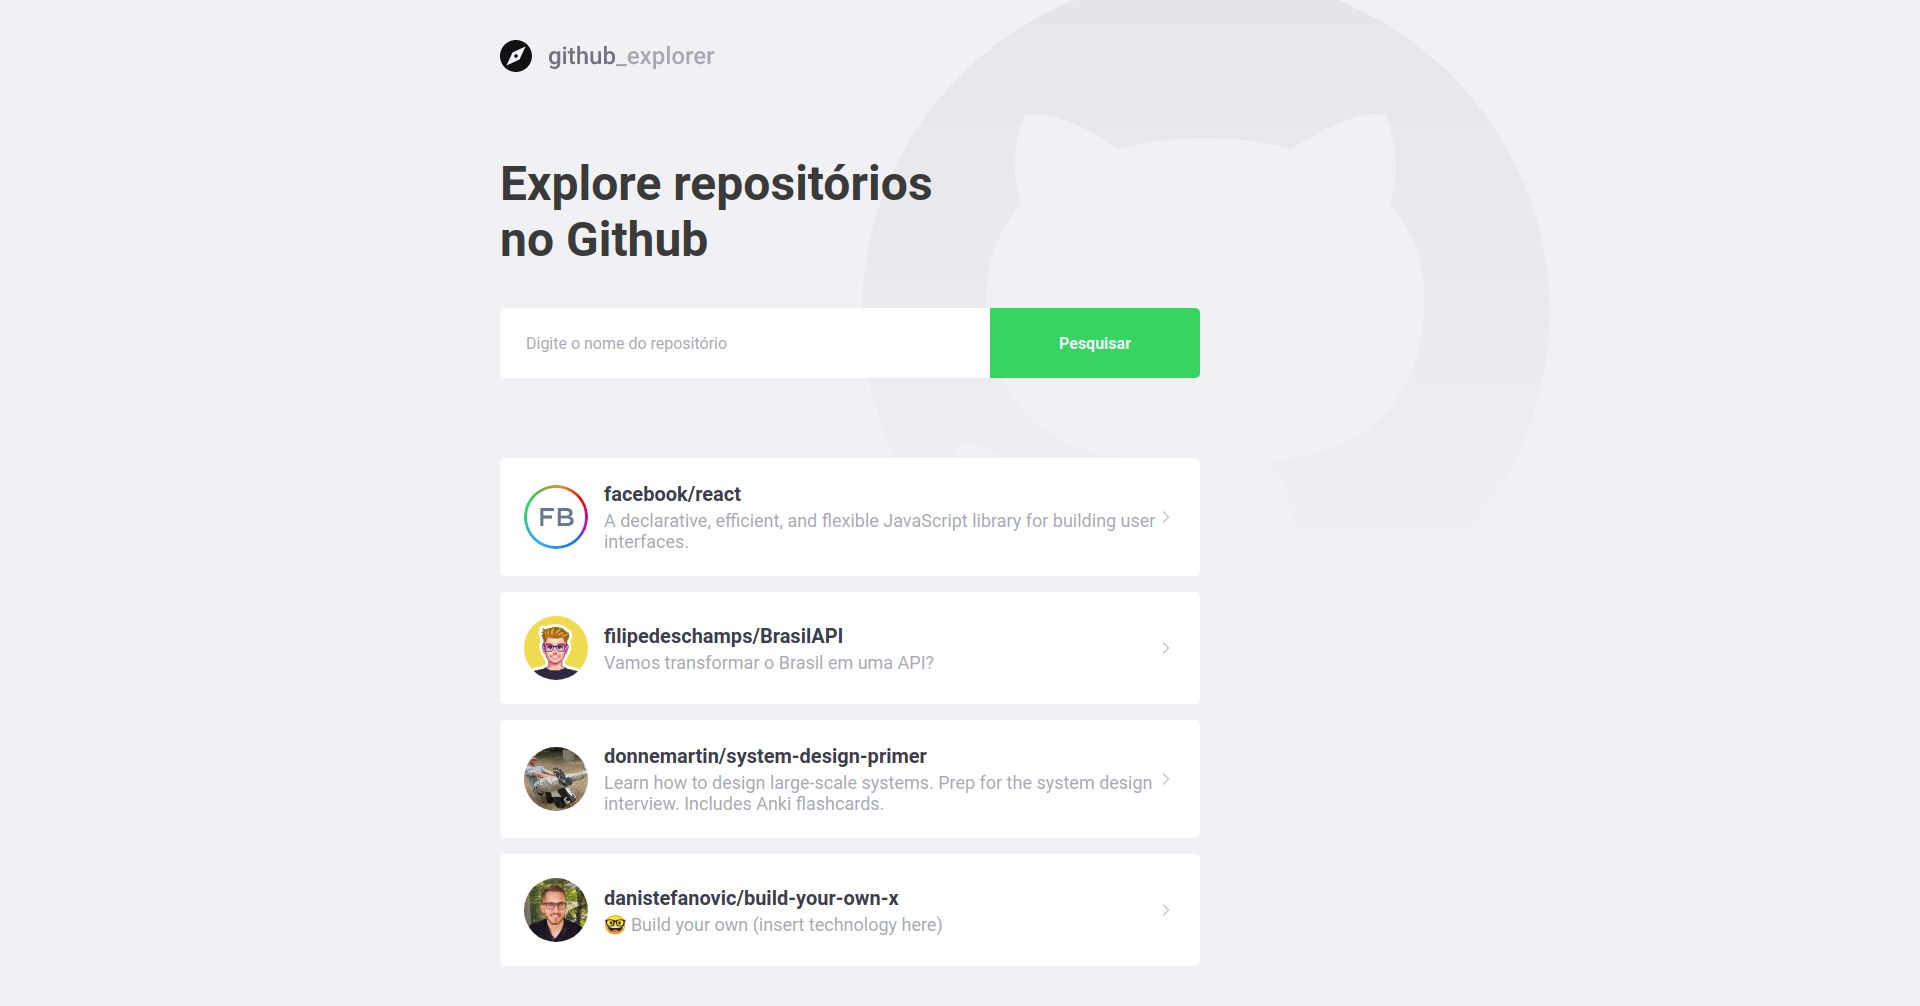 github_explorer
Explore repositórios
no Github
Digite o nome do repositório
Pesquisar
FB
facebook/react
A declarative, efficient, and flexible JavaScript library for building user
interfaces.
filipedeschamps/BrasilAPI
Vamos transformar o Brasil em uma API?
donnemartin/system-design-primer
Learn how to design large-scale systems. Prep for the system design
interview. Includes Anki flashcards.
danistefanovic/build-your-own-x
🤓 Build your own (insert technology here)